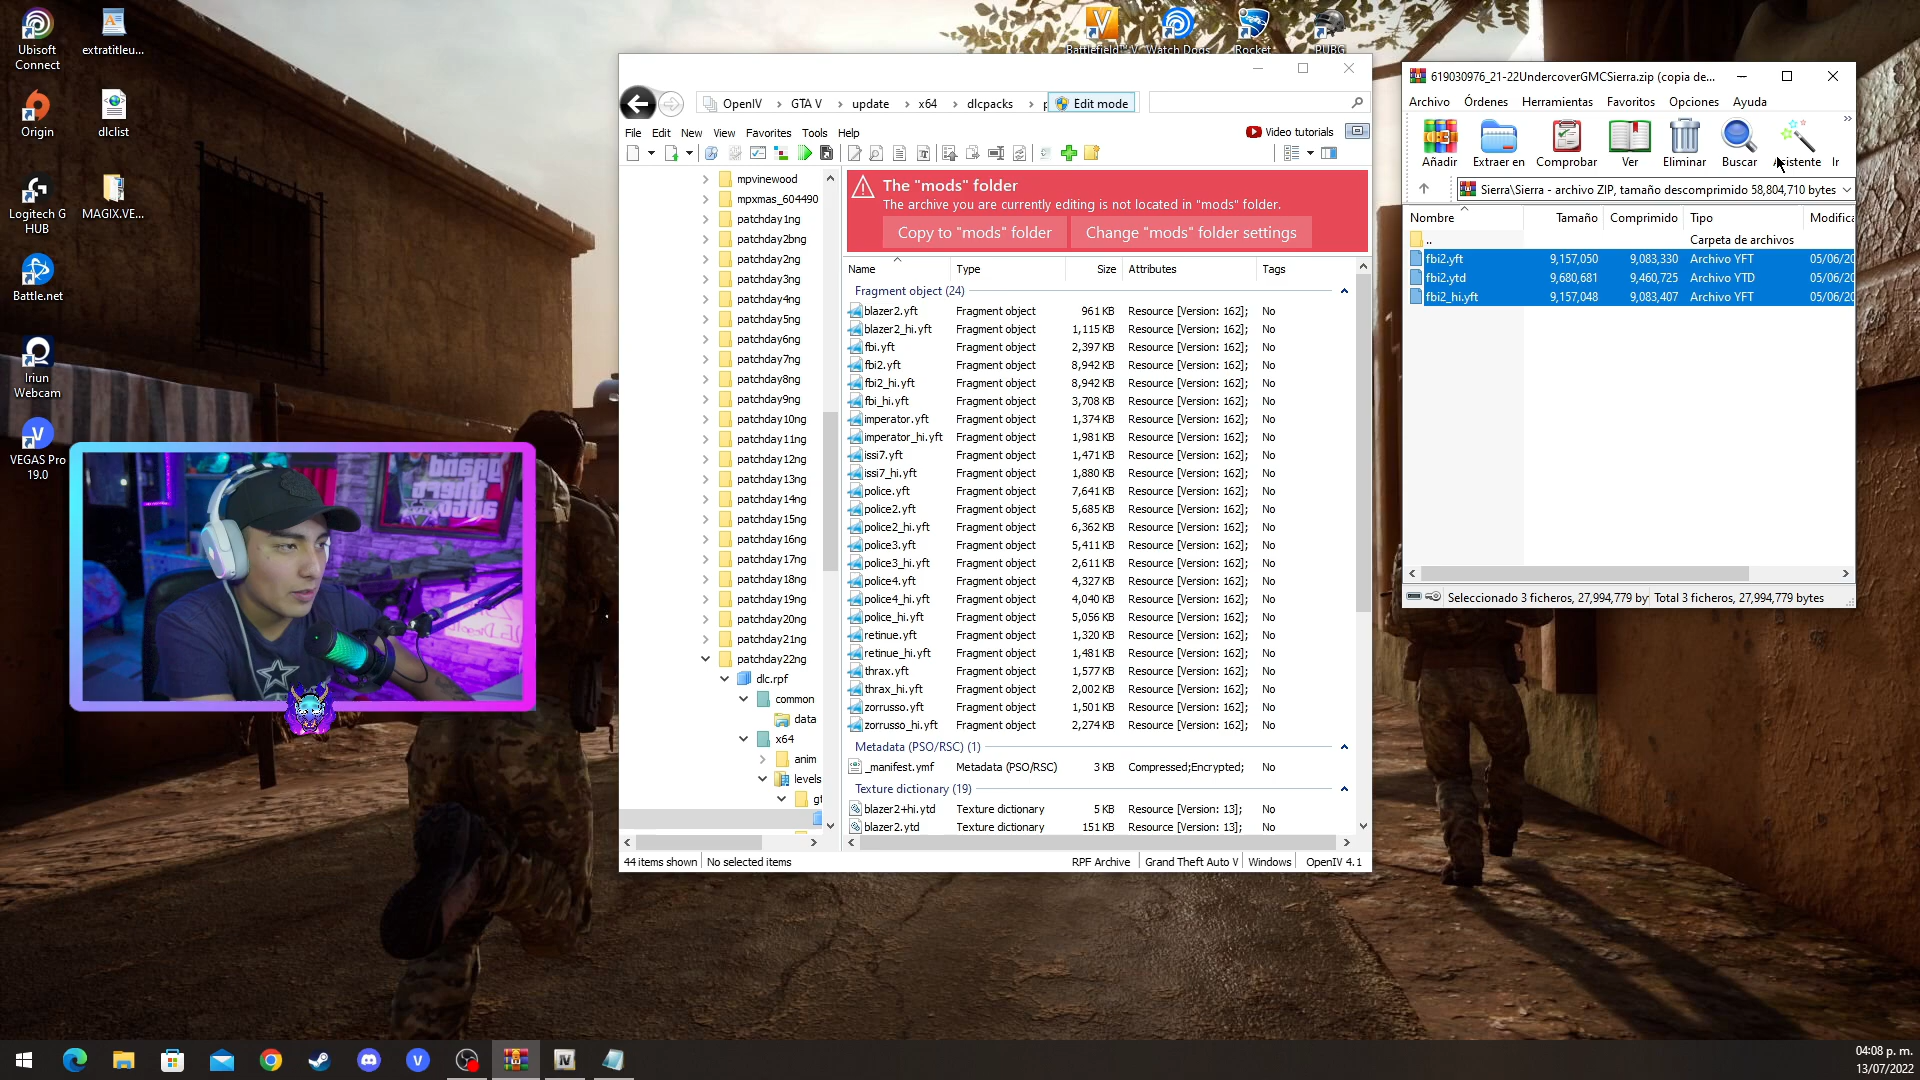 Ubisoft Connect
extratitleu...
Origin
dlclist
Logitech G HUB
MAGIX.VE...
Battle.net
Iriun Webcam
VEGAS Pro 19.0
Battlefield™ V
Watch Dogs
Rocket
PUBG
OpenIV > GTA V > update > x64 > dlcpacks >
Edit mode
File Edit New View Favorites Tools Help
Video tutorials
mpvinewood
mpxmas_604490
patchday1ng
patchday2bng
patchday2ng
patchday3ng
patchday4ng
patchday5ng
patchday6ng
patchday7ng
patchday8ng
patchday9ng
patchday10ng
patchday11ng
patchday12ng
patchday13ng
patchday14ng
patchday15ng
patchday16ng
patchday17ng
patchday18ng
patchday19ng
patchday20ng
patchday21ng
patchday22ng
dlc.rpf
common
data
x64
anim
levels
The "mods" folder
The archive you are currently editing is not located in "mods" folder.
Copy to "mods" folder
Change "mods" folder settings
Name Type Size Attributes Tags
Fragment object (24)
blazer2.yft Fragment object 961 KB Resource [Version: 162]; No
blazer2_hi.yft Fragment object 1,115 KB Resource [Version: 162]; No
fbi.yft Fragment object 2,397 KB Resource [Version: 162]; No
fbi2.yft Fragment object 8,942 KB Resource [Version: 162]; No
fbi2_hi.yft Fragment object 8,942 KB Resource [Version: 162]; No
fbi_hi.yft Fragment object 3,708 KB Resource [Version: 162]; No
imperator.yft Fragment object 1,374 KB Resource [Version: 162]; No
imperator_hi.yft Fragment object 1,981 KB Resource [Version: 162]; No
issi7.yft Fragment object 1,471 KB Resource [Version: 162]; No
issi7_hi.yft Fragment object 1,880 KB Resource [Version: 162]; No
police.yft Fragment object 7,641 KB Resource [Version: 162]; No
police2.yft Fragment object 5,685 KB Resource [Version: 162]; No
police2_hi.yft Fragment object 6,362 KB Resource [Version: 162]; No
police3.yft Fragment object 5,411 KB Resource [Version: 162]; No
police3_hi.yft Fragment object 2,611 KB Resource [Version: 162]; No
police4.yft Fragment object 4,327 KB Resource [Version: 162]; No
police4_hi.yft Fragment object 4,040 KB Resource [Version: 162]; No
police_hi.yft Fragment object 5,056 KB Resource [Version: 162]; No
retinue.yft Fragment object 1,320 KB Resource [Version: 162]; No
retinue_hi.yft Fragment object 1,481 KB Resource [Version: 162]; No
thrax.yft Fragment object 1,577 KB Resource [Version: 162]; No
thrax_hi.yft Fragment object 2,002 KB Resource [Version: 162]; No
zorrusso.yft Fragment object 1,501 KB Resource [Version: 162]; No
zorrusso_hi.yft Fragment object 2,274 KB Resource [Version: 162]; No
Metadata (PSO/RSC) (1)
_manifest.ymf Metadata (PSO/RSC) 3 KB Compressed;Encrypted; No
Texture dictionary (19)
blazer2+hi.ytd Texture dictionary 5 KB Resource [Version: 13]; No
blazer2.ytd Texture dictionary 151 KB Resource [Version: 13]; No
44 items shown No selected items RPF Archive Grand Theft Auto V Windows OpenIV 4.1
619030976_21-22UndercoverGMCSierra.zip (copia de...
Archivo Órdenes Herramientas Favoritos Opciones Ayuda
Añadir Extraer en Comprobar Ver Eliminar Buscar Ir
Sierra\Sierra - archivo ZIP, tamaño descomprimido 58,804,710 bytes
Nombre Tamaño Comprimido Tipo Modifica
.. Carpeta de archivos
fbi2.yft 9,157,050 9,083,330 Archivo YFT 05/06/20
fbi2.ytd 9,680,681 9,460,725 Archivo YTD 05/06/20
fbi2_hi.yft 9,157,048 9,083,407 Archivo YFT 05/06/20
Seleccionado 3 ficheros, 27,994,779 by Total 3 ficheros, 27,994,779 bytes
04:08 p. m.
13/07/2022